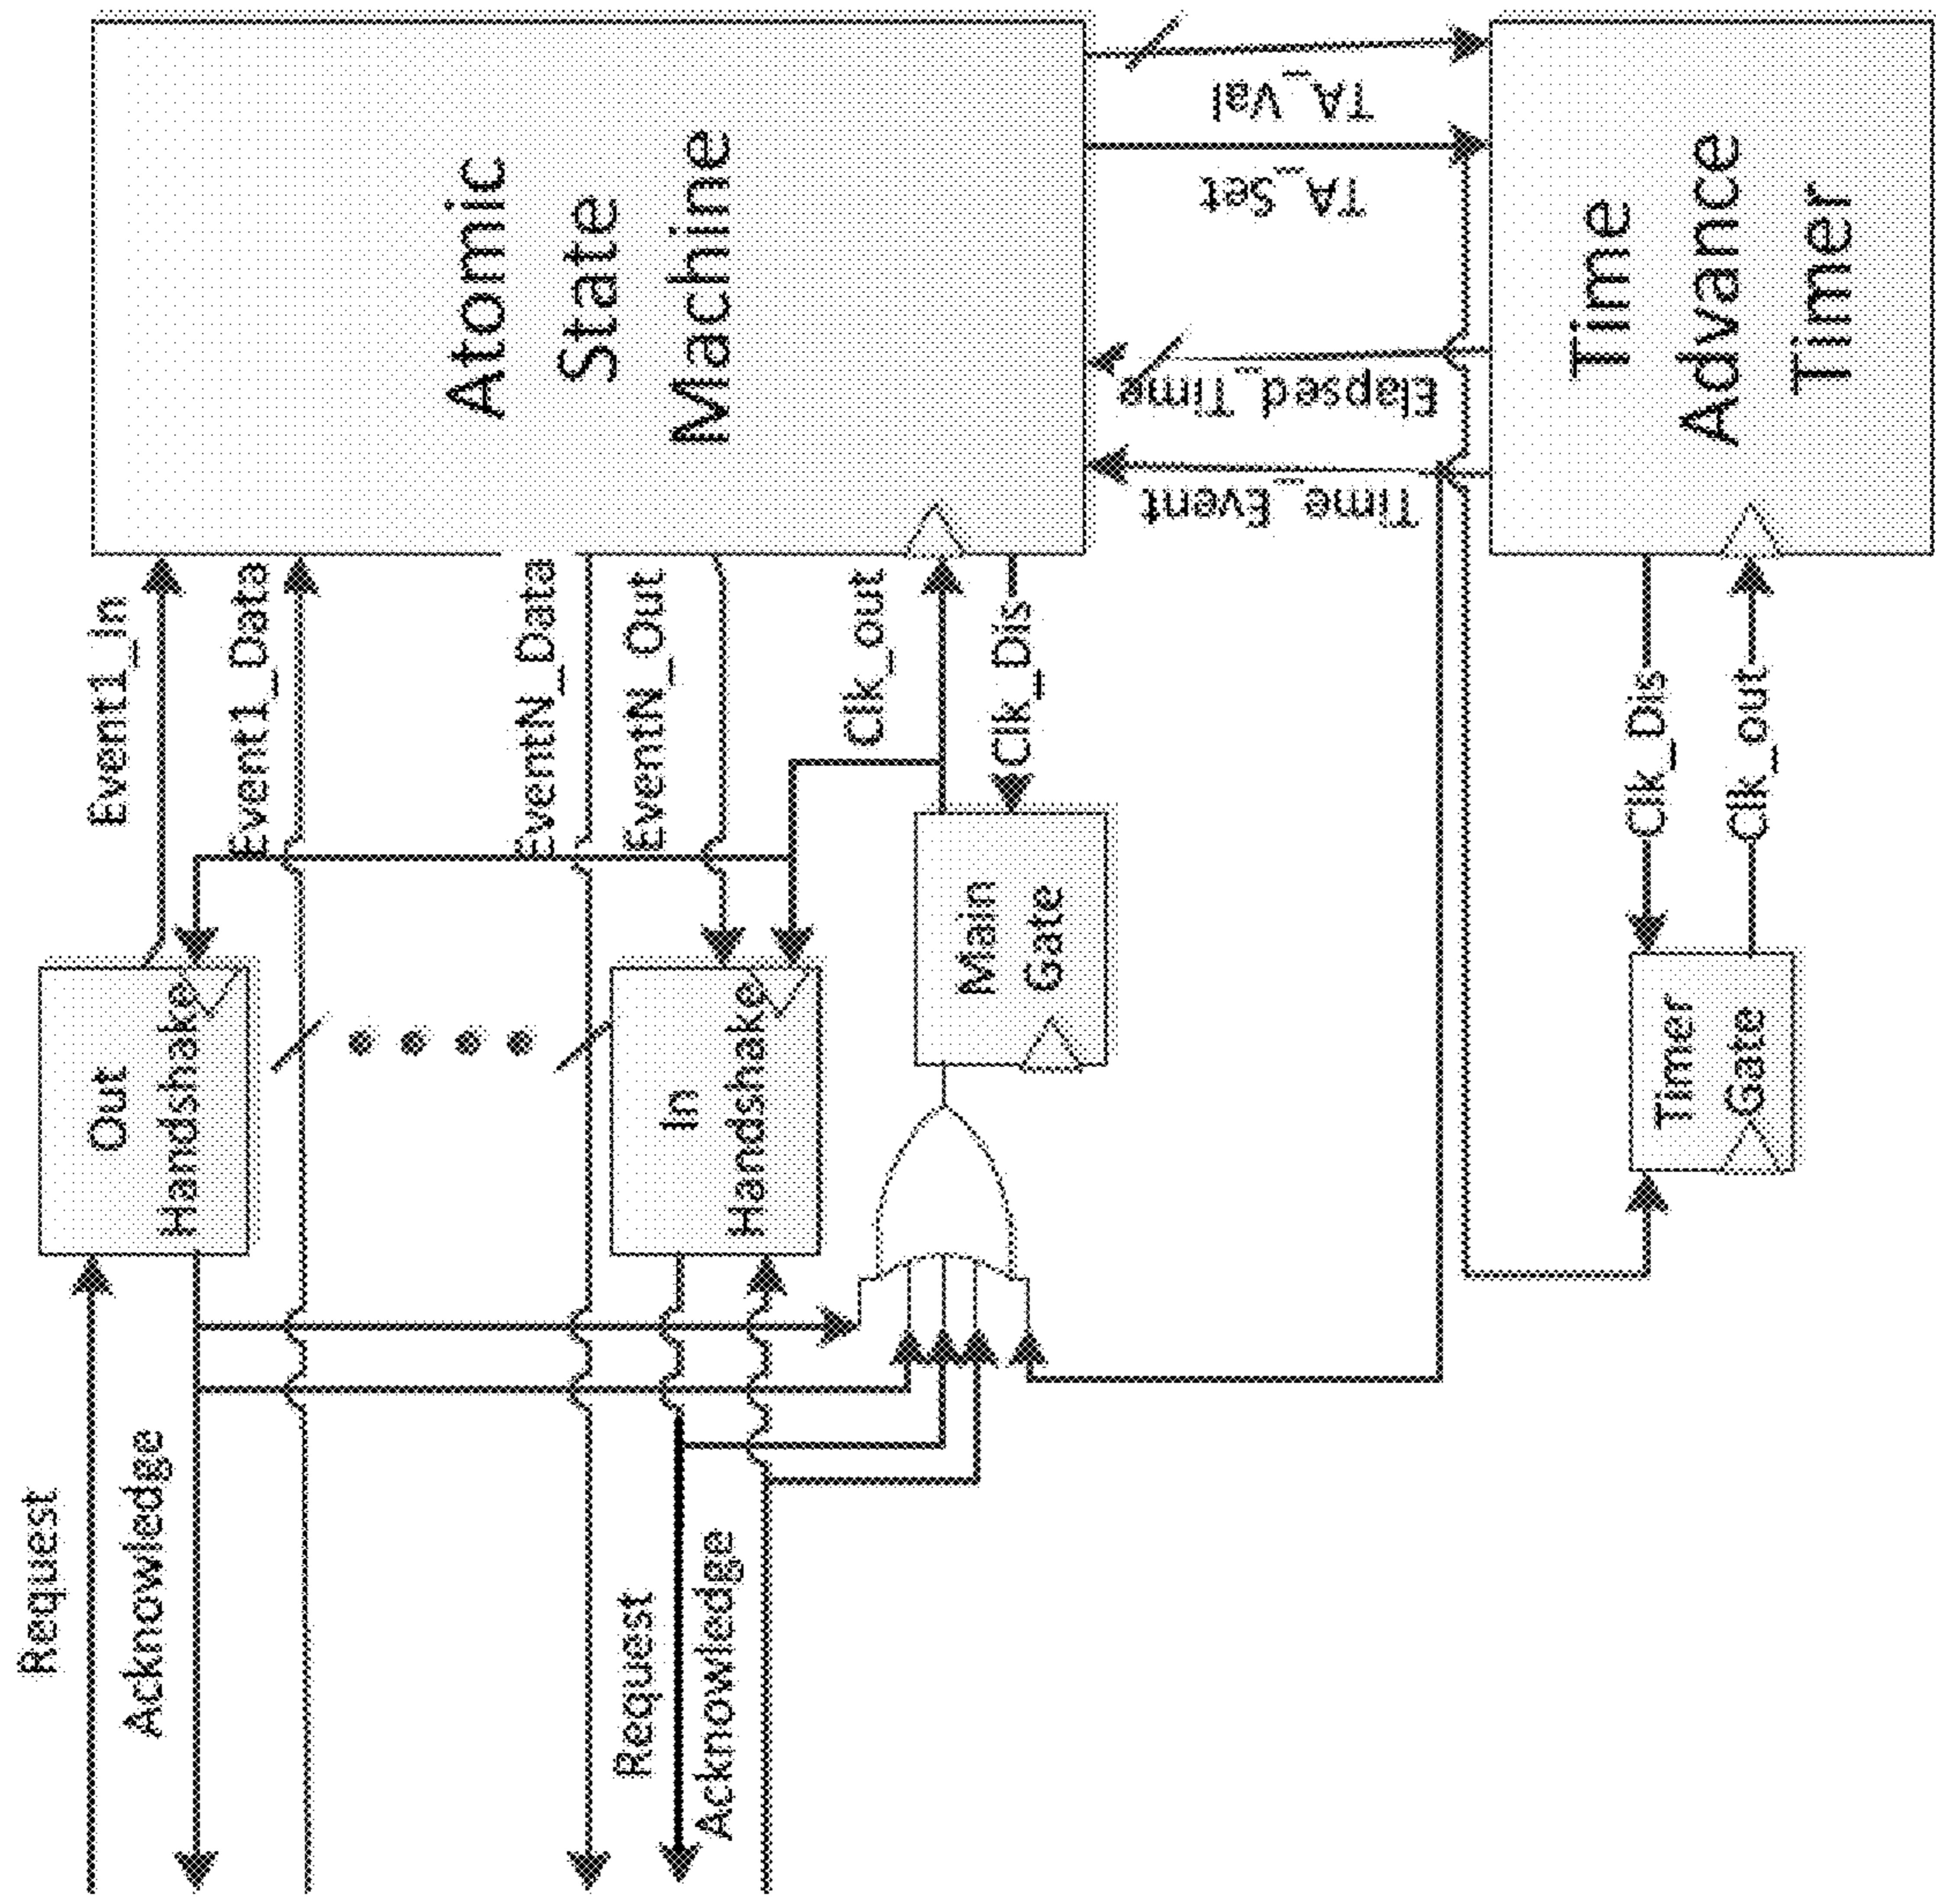 Request
Acknowledge
Out
Handshake
Event1_In
Event1_Data
EventN_Data
EventN_Out
Request
Acknowledge
In
Handshake
Clk_out
Clk_Dis
Main
Gate
Atomic
State
Machine
TA_Val
TA_Set
Elapsed_Time
Time_Event
Time
Advance
Timer
Clk_Dis
Clk_out
Timer
Gate